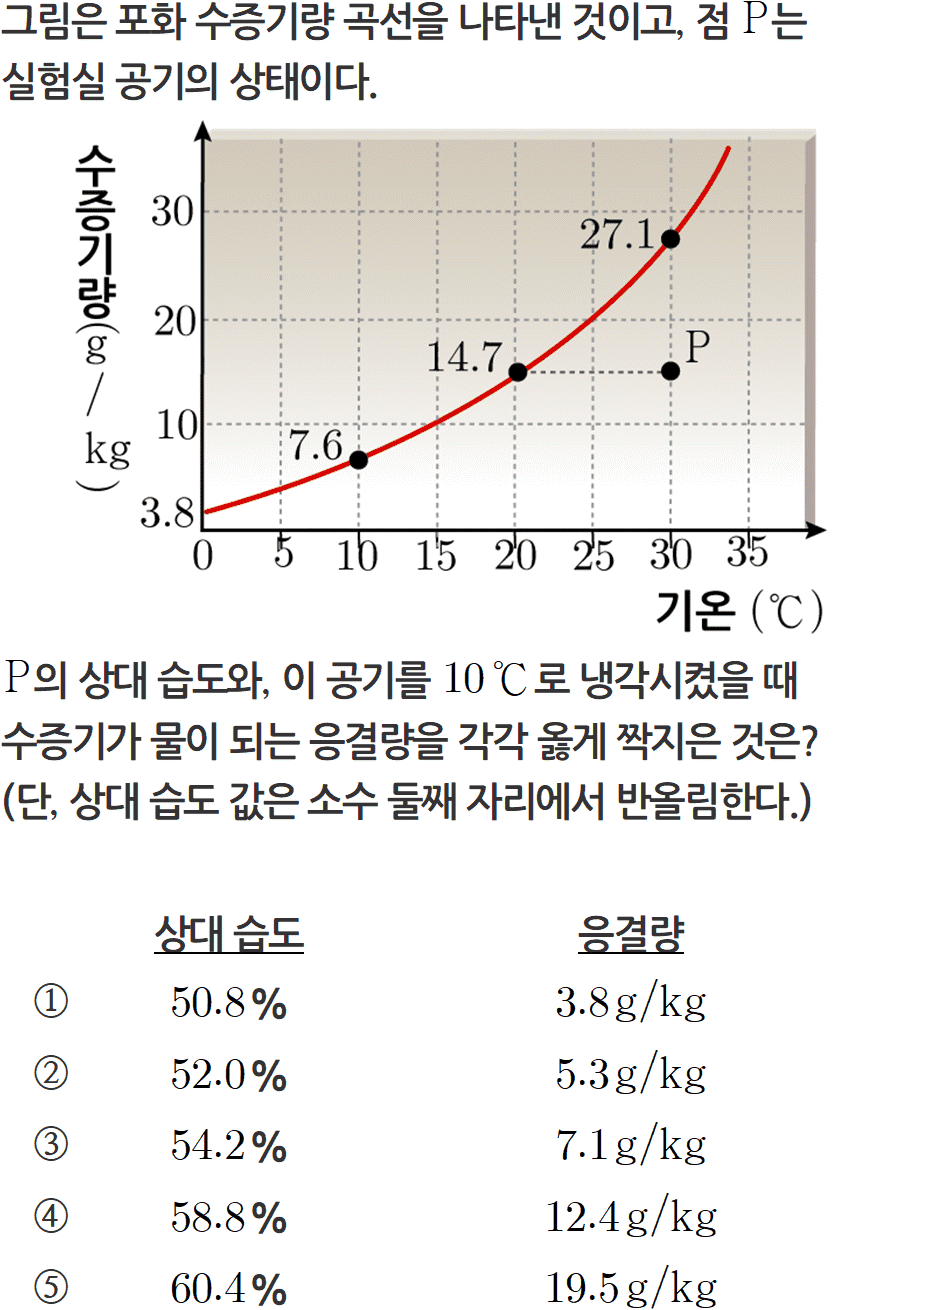 그림은 포화 수증기량 곡선을 나타낸 것이고, 점 P는
실험실 공기의 상태이다.
수증기량(g/kg)
30
27.1
20
P
14.7
10
7.6
3.8
0 5 10 15 20 25 30 35
기온 (℃)
P의 상대 습도와, 이 공기를 10℃로 냉각시켰을 때
수증기가 물이 되는 응결량을 각각 옳게 짝지은 것은?
(단, 상대 습도 값은 소수 둘째 자리에서 반올림한다.)
상대 습도 응결량
① 50.8% 3.8g/kg
② 52.0% 5.3g/kg
③ 54.2% 7.1g/kg
④ 58.8% 12.4g/kg
⑤ 60.4% 19.5g/kg